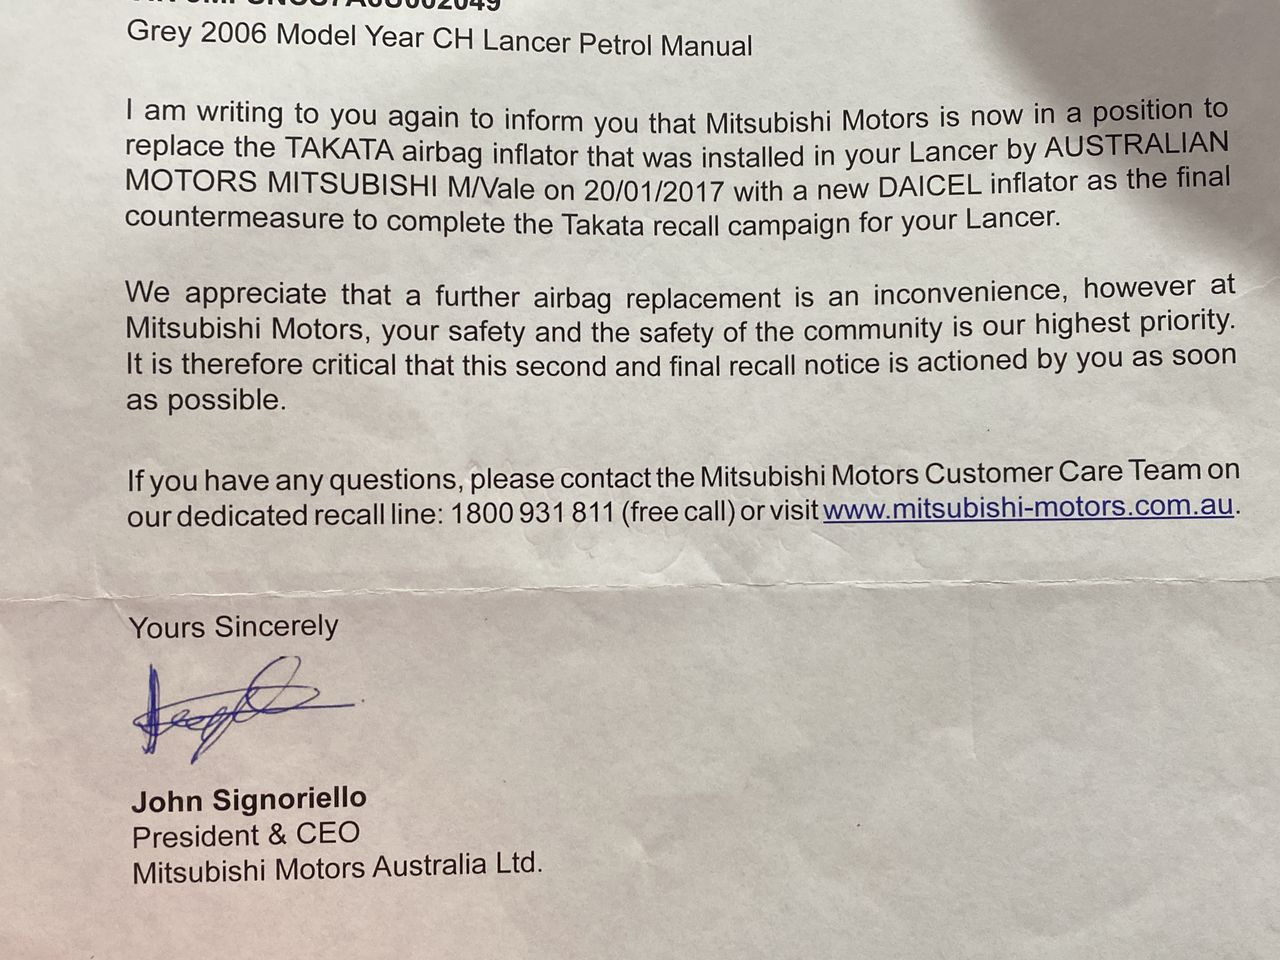 Grey 2006 Model Year CH Lancer Petrol Manual
I am writing to you again to inform you that Mitsubishi Motors is now in a position to
replace the TAKATA airbag inflator that was installed in your Lancer by AUSTRALIAN
MOTORS MITSUBISHI M/Vale on 20/01/2017 with a new DAICEL inflator as the final
countermeasure to complete the Takata recall campaign for your Lancer.
We appreciate that a further airbag replacement is an inconvenience, however at
Mitsubishi Motors, your safety and the safety of the community is our highest priority.
It is therefore critical that this second and final recall notice is actioned by you as soon
as possible.
If you have any questions, please contact the Mitsubishi Motors Customer Care Team on
our dedicated recall line: 1800 931 811 (free call) or visit www.mitsubishi-motors.com.au.
Yours Sincerely
John Signoriello
President & CEO
Mitsubishi Motors Australia Ltd.